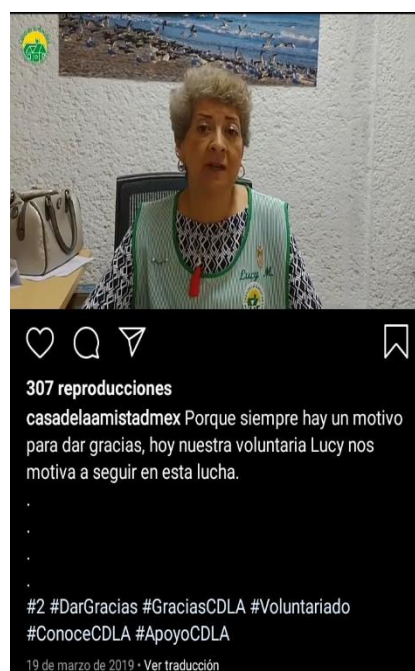 Lucy M.
307 reproducciones
casadelaamistadmex Porque siempre hay un motivo
para dar gracias, hoy nuestra voluntaria Lucy nos
motiva a seguir en esta lucha.
.
.
.
.
#2 #DarGracias #GraciasCDLA #Voluntariado
#ConoceCDLA #ApoyoCDLA
19 de marzo de 2019 • Ver traducción